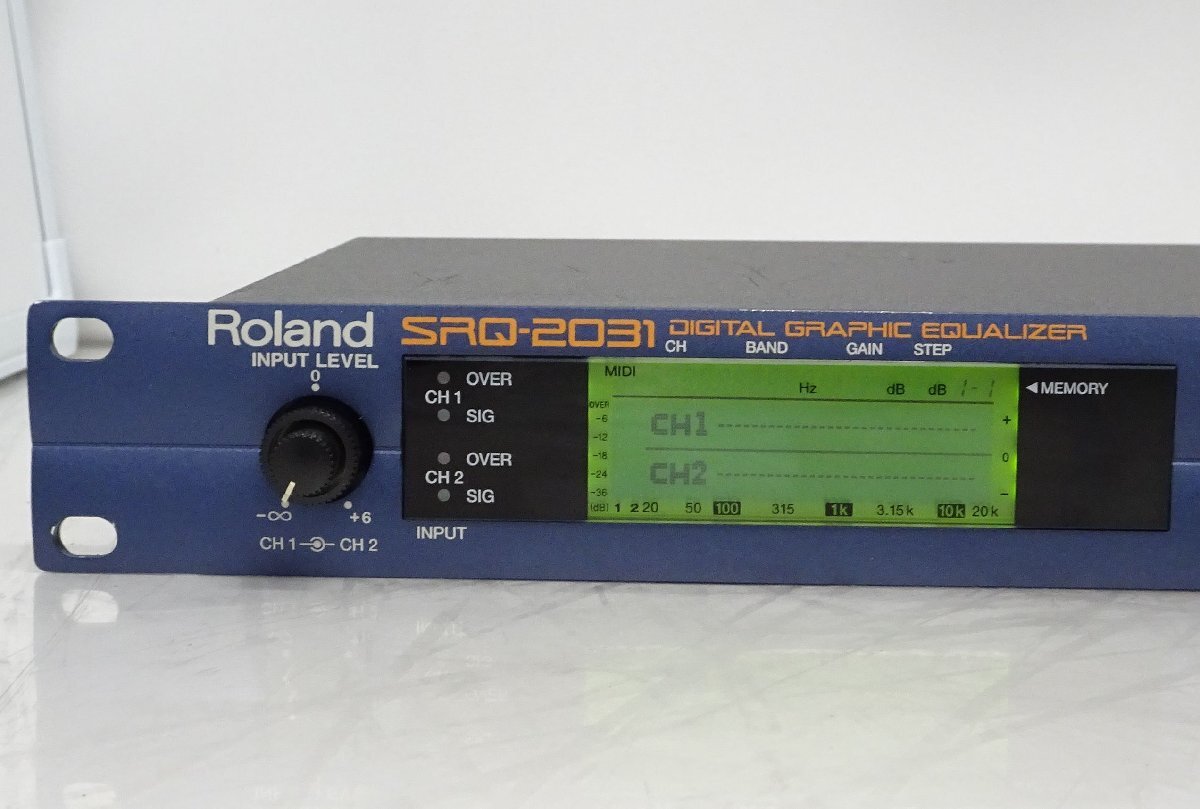 Roland SRQ-2031 DIGITAL GRAPHIC EQUALIZER
INPUT LEVEL
CH BAND GAIN STEP
0
-∞ +6
CH 1 CH 2
OVER
CH 1
SIG
OVER
CH 2
SIG
INPUT
MIDI
Hz dB dB 1-1
◀MEMORY
OVER
-6
-12
-18
-24
-36
(dB) 1 2 20 50 100 315 1k 3.15k 10k 20k
CH1
CH2
+
0
-